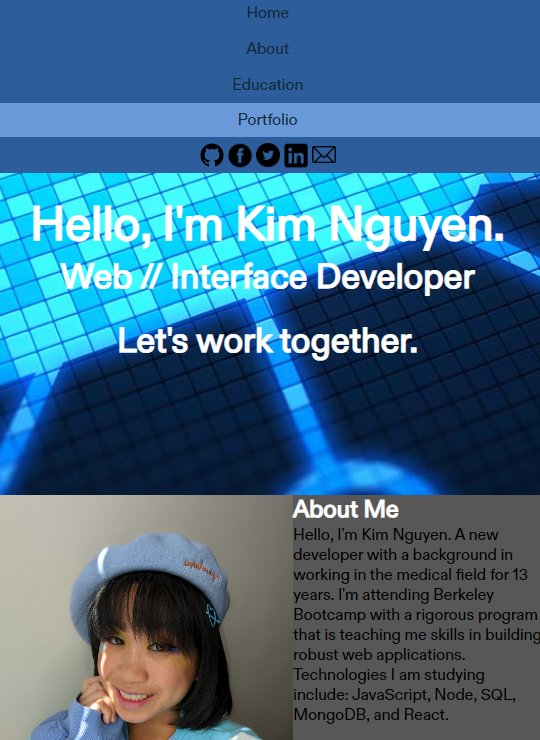 Home
About
Education
Portfolio
Hello, I'm Kim Nguyen.
Web // Interface Developer
Let's work together.
About Me
Hello, I'm Kim Nguyen. A new
developer with a background in
working in the medical field for 13
years. I'm attending Berkeley
Bootcamp with a rigorous program
that is teaching me skills in building
robust web applications.
Technologies I am studying
include: JavaScript, Node, SQL,
MongoDB, and React.